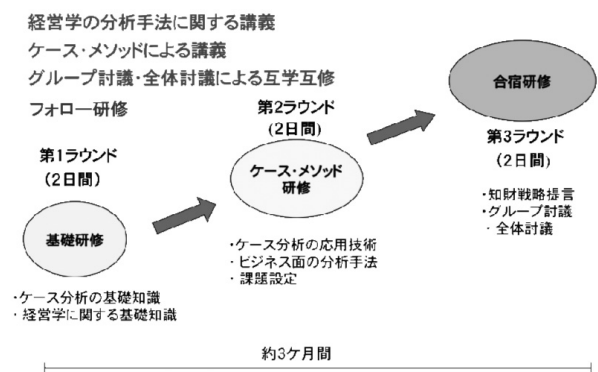 経営学の分析手法に関する講義
ケース・メソッドによる講義
グループ討議・全体討議による互学互修
フォロー研修
第1ラウンド
(2日間)
基礎研修
・ケース分析の基礎知識
・経営学に関する基礎知識
第2ラウンド
(2日間)
ケース・メソッド
研修
・ケース分析の応用技術
・ビジネス面の分析手法
・課題設定
合宿研修
第3ラウンド
(2日間)
・知財戦略提言
・グループ討議
・全体討議
約3ケ月間